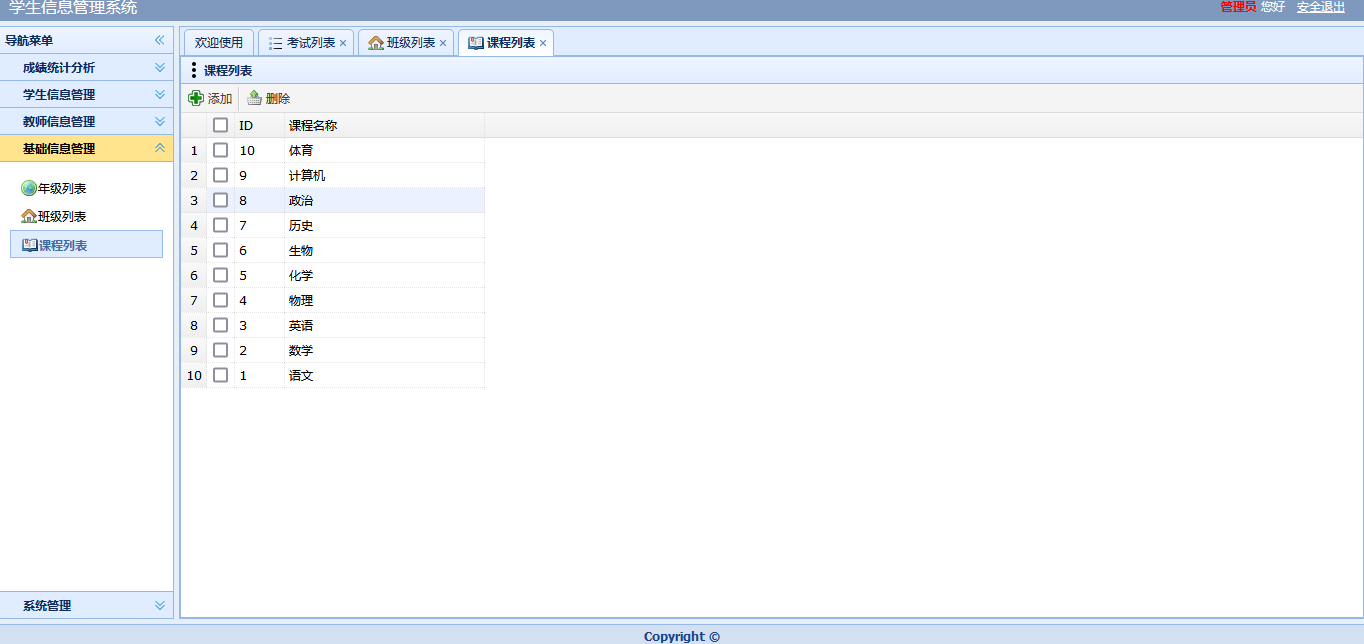 学生信息管理系统
管理员 您好 安全退出
导航菜单
成绩统计分析
学生信息管理
教师信息管理
基础信息管理
年级列表
班级列表
课程列表
系统管理
欢迎使用 考试列表 班级列表 课程列表
课程列表
添加 删除
ID 课程名称
1 10 体育
2 9 计算机
3 8 政治
4 7 历史
5 6 生物
6 5 化学
7 4 物理
8 3 英语
9 2 数学
10 1 语文
Copyright ©